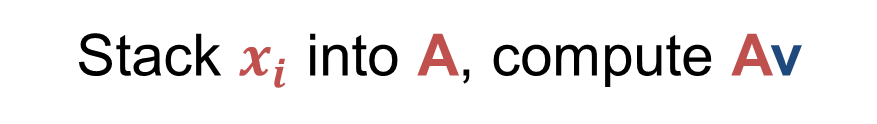 Stack xᵢ into A, compute Av